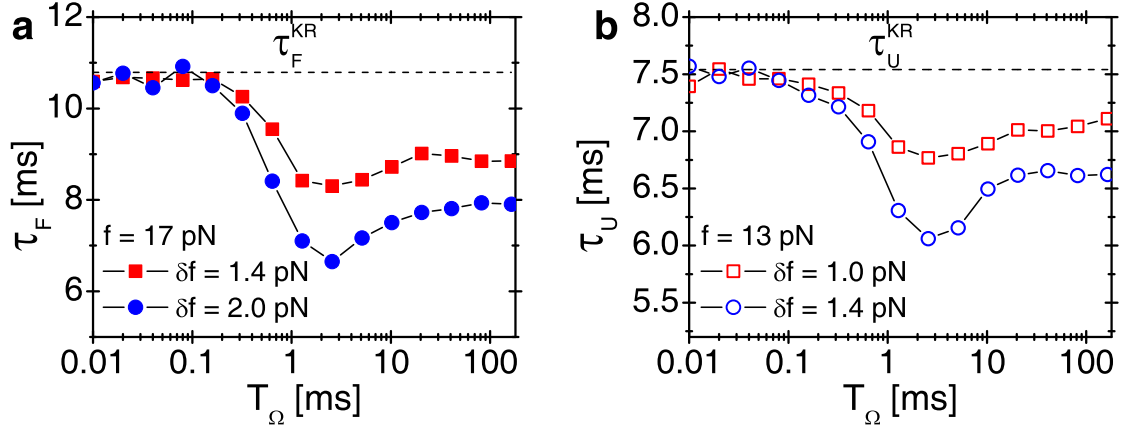 a
12
10
8
6
τ_F [ms]
τ_F^KR
f = 17 pN
δf = 1.4 pN
δf = 2.0 pN
0.01 0.1 1 10 100
T_Ω [ms]
b
8.0
7.5
7.0
6.5
6.0
5.5
τ_U [ms]
τ_U^KR
f = 13 pN
δf = 1.0 pN
δf = 1.4 pN
0.01 0.1 1 10 100
T_Ω [ms]